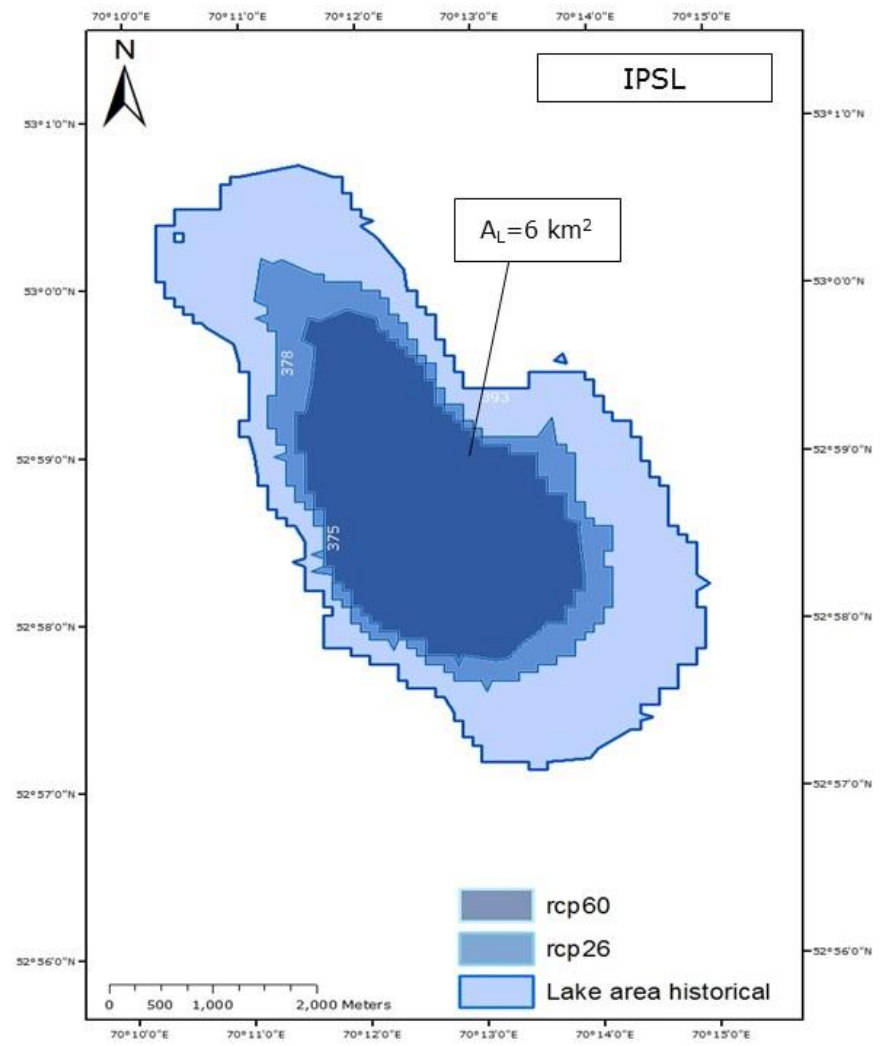 70°10'0"E 70°11'0"E 70°12'0"E 70°13'0"E 70°14'0"E 70°15'0"E
N
IPSL
53°1'0"N 53°1'0"N
A_L=6 km²
53°0'0"N 53°0'0"N
378
393
52°59'0"N 52°59'0"N
375
52°58'0"N 52°58'0"N
52°57'0"N 52°57'0"N
rcp60
rcp26
52°56'0"N 52°56'0"N
Lake area historical
0 500 1,000 2,000 Meters
70°10'0"E 70°11'0"E 70°12'0"E 70°13'0"E 70°14'0"E 70°15'0"E